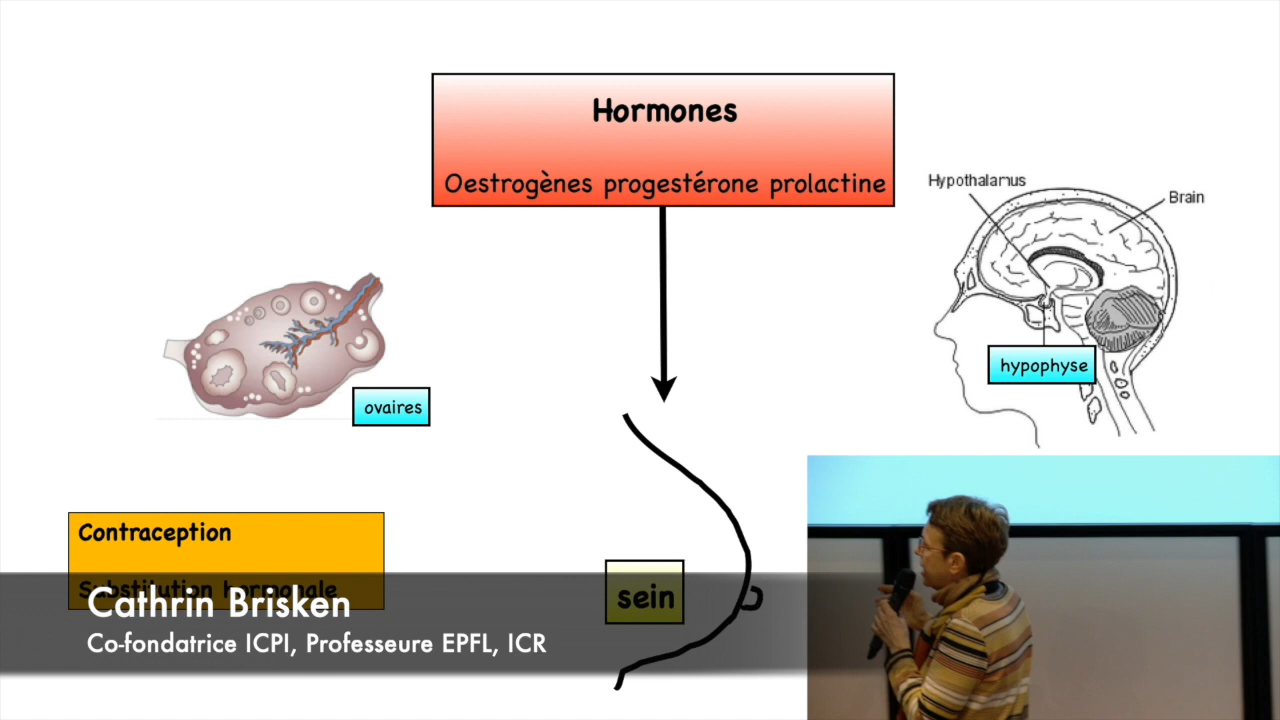 Hormones
Oestrogènes progestérone prolactine
Hypothalamus
Brain
hypophyse
ovaires
Contraception
Substitution hormonale
sein
Cathrin Brisken
Co-fondatrice ICPI, Professeure EPFL, ICR